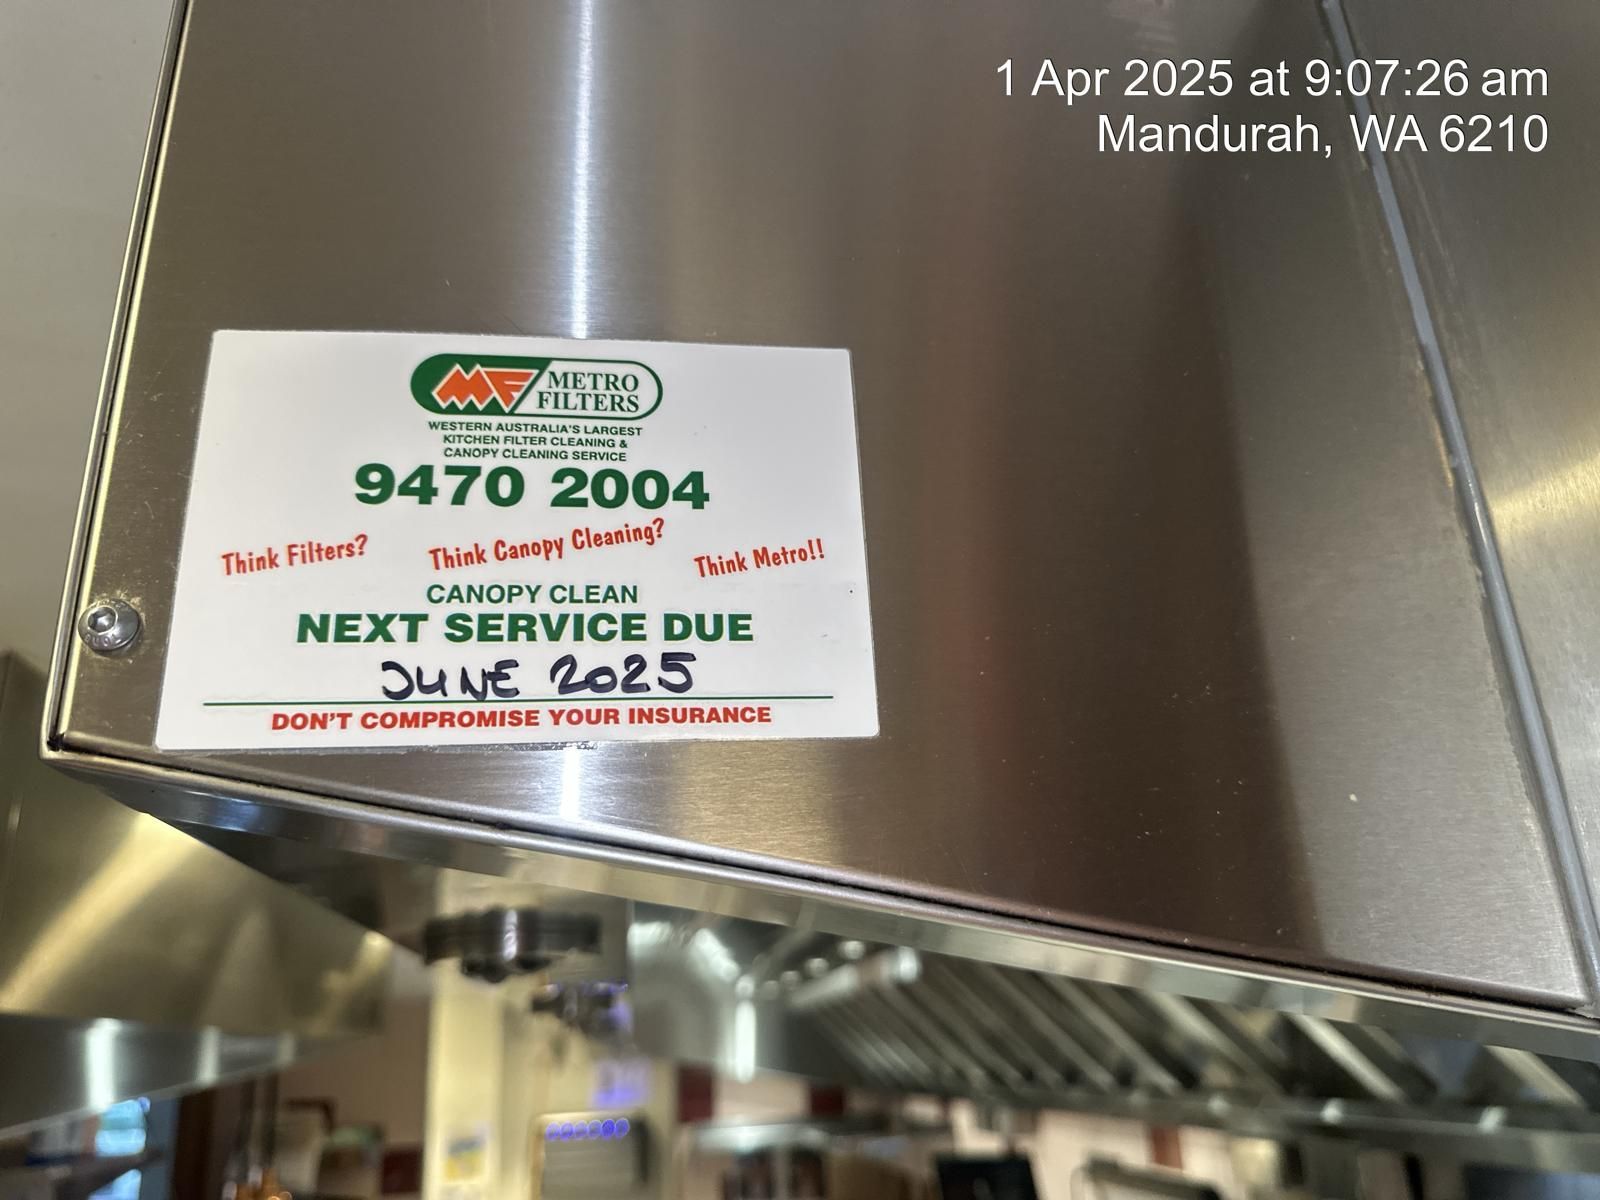 1 Apr 2025 at 9:07:26 am
Mandurah, WA 6210
MF METRO
FILTERS
WESTERN AUSTRALIA'S LARGEST
KITCHEN FILTER CLEANING &
CANOPY CLEANING SERVICE
9470 2004
Think Filters? Think Canopy Cleaning? Think Metro!!
CANOPY CLEAN
NEXT SERVICE DUE
JUNE 2025
DON'T COMPROMISE YOUR INSURANCE